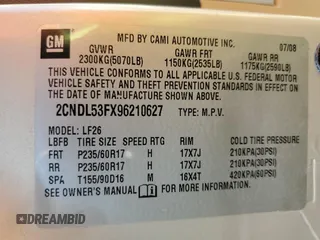 GM
MFD BY CAMI AUTOMOTIVE INC. 07/08
GVWR GAWR FRT GAWR RR
2300KG(5070LB) 1150KG(2535LB) 1175KG(2590LB)
THIS VEHICLE CONFORMS TO ALL APPLICABLE U.S. FEDERAL MOTOR
VEHICLE SAFETY AND THEFT PREVENTION STANDARDS IN EFFECT ON
THE DATE OF MANUFACTURE SHOWN ABOVE.
2CNDL53FX96210627 TYPE: M.P.V.
MODEL: LF26
LBFB TIRE SIZE SPEED RTG RIM COLD TIRE PRESSURE
FRT P235/60R17 H 17X7J 210KPA(30PSI)
RR P235/60R17 H 17X7J 210KPA(30PSI)
SPA T155/90D16 M 16X4T 420KPA(60PSI)
SEE OWNER'S MANUAL FOR ADDITIONAL INFORMATION.
DREAMBID